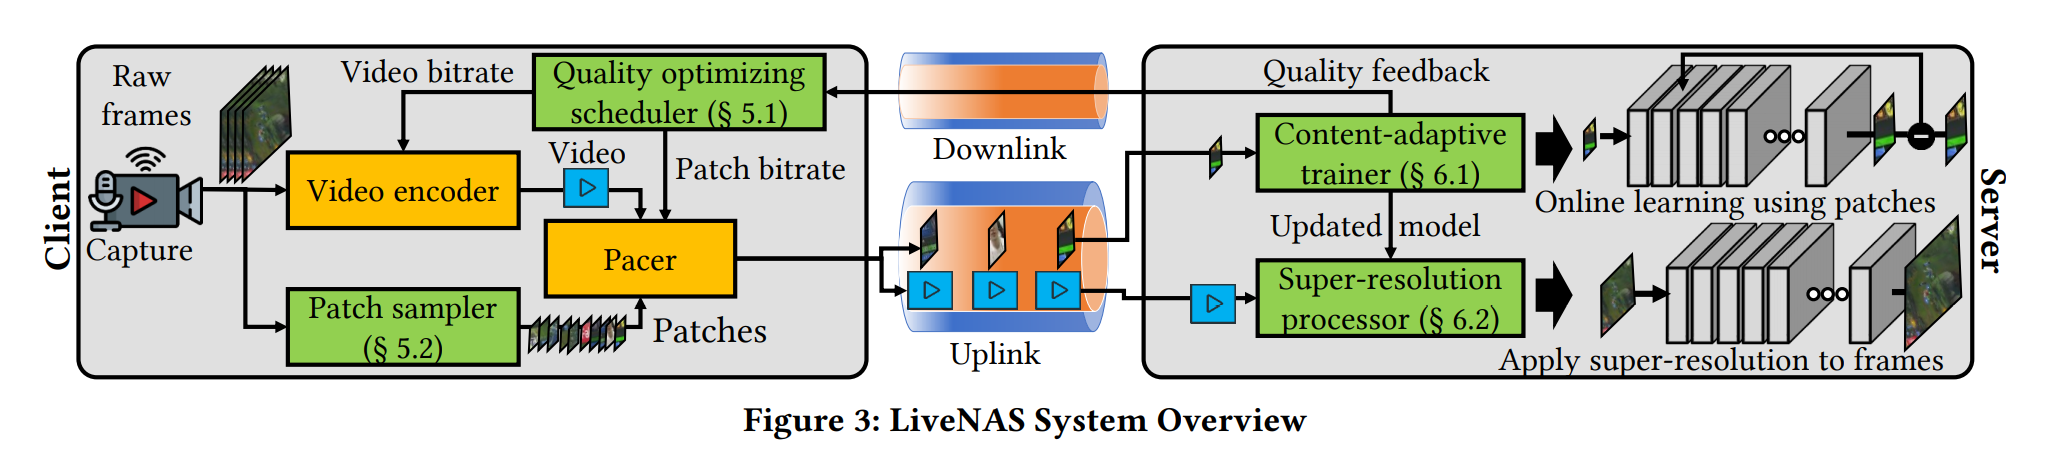 Client
Raw
frames
Capture
Video bitrate
Quality optimizing
scheduler (§ 5.1)
Video encoder
Video
Patch bitrate
Pacer
Patch sampler
(§ 5.2)
Patches
Downlink
Uplink
Quality feedback
Content-adaptive
trainer (§ 6.1)
Online learning using patches
Updated model
Super-resolution
processor (§ 6.2)
Apply super-resolution to frames
Server
Figure 3: LiveNAS System Overview